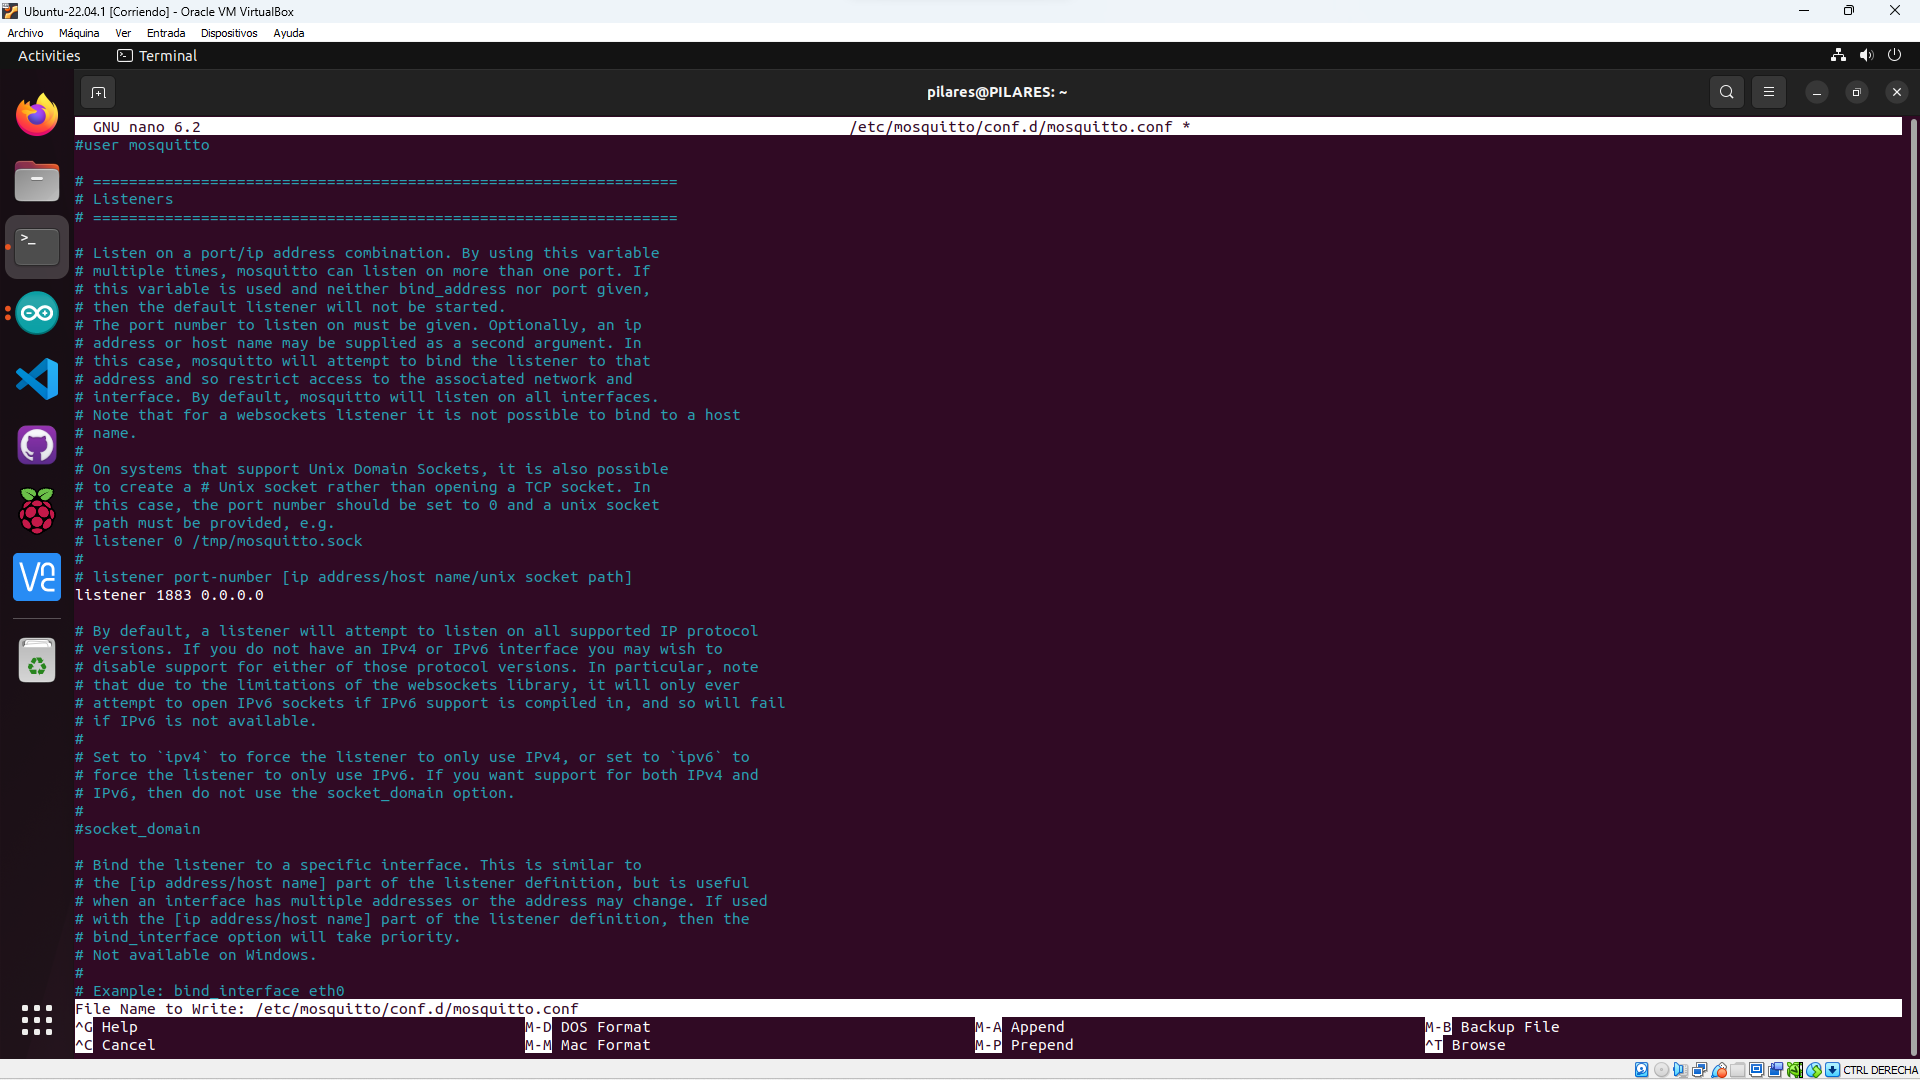 Ubuntu-22.04.1 [Corriendo] - Oracle VM VirtualBox
Archivo Máquina Ver Entrada Dispositivos Ayuda
Activities Terminal
pilares@PILARES: ~
GNU nano 6.2 /etc/mosquitto/conf.d/mosquitto.conf *
#user mosquitto
# =================================================================
# Listeners
# =================================================================
# Listen on a port/ip address combination. By using this variable
# multiple times, mosquitto can listen on more than one port. If
# this variable is used and neither bind_address nor port given,
# then the default listener will not be started.
# The port number to listen on must be given. Optionally, an ip
# address or host name may be supplied as a second argument. In
# this case, mosquitto will attempt to bind the listener to that
# address and so restrict access to the associated network and
# interface. By default, mosquitto will listen on all interfaces.
# Note that for a websockets listener it is not possible to bind to a host
# name.
#
# On systems that support Unix Domain Sockets, it is also possible
# to create a # Unix socket rather than opening a TCP socket. In
# this case, the port number should be set to 0 and a unix socket
# path must be provided, e.g.
# listener 0 /tmp/mosquitto.sock
#
# listener port-number [ip address/host name/unix socket path]
listener 1883 0.0.0.0
# By default, a listener will attempt to listen on all supported IP protocol
# versions. If you do not have an IPv4 or IPv6 interface you may wish to
# disable support for either of those protocol versions. In particular, note
# that due to the limitations of the websockets library, it will only ever
# attempt to open IPv6 sockets if IPv6 support is compiled in, and so will fail
# if IPv6 is not available.
#
# Set to `ipv4` to force the listener to only use IPv4, or set to `ipv6` to
# force the listener to only use IPv6. If you want support for both IPv4 and
# IPv6, then do not use the socket_domain option.
#
#socket_domain
# Bind the listener to a specific interface. This is similar to
# the [ip address/host name] part of the listener definition, but is useful
# when an interface has multiple addresses or the address may change. If used
# with the [ip address/host name] part of the listener definition, then the
# bind_interface option will take priority.
# Not available on Windows.
#
# Example: bind_interface eth0
File Name to Write: /etc/mosquitto/conf.d/mosquitto.conf
^G Help M-D DOS Format M-A Append M-B Backup File
^C Cancel M-M Mac Format M-P Prepend ^T Browse
CTRL DERECHA